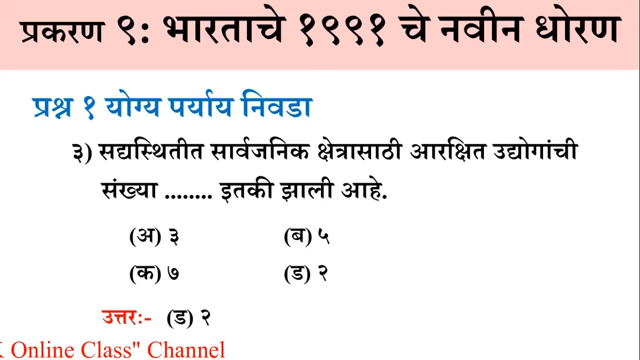 प्रकरण ९: भारताचे १९९१ चे नवीन धोरण
प्रश्न १ योग्य पर्याय निवडा
३) सद्यस्थितीत सार्वजनिक क्षेत्रासाठी आरक्षित उद्योगांची
संख्या ........ इतकी झाली आहे.
(अ) ३ (ब) ५
(क) ७ (ड) २
उत्तरः- (ड) २
Online Class" Channel